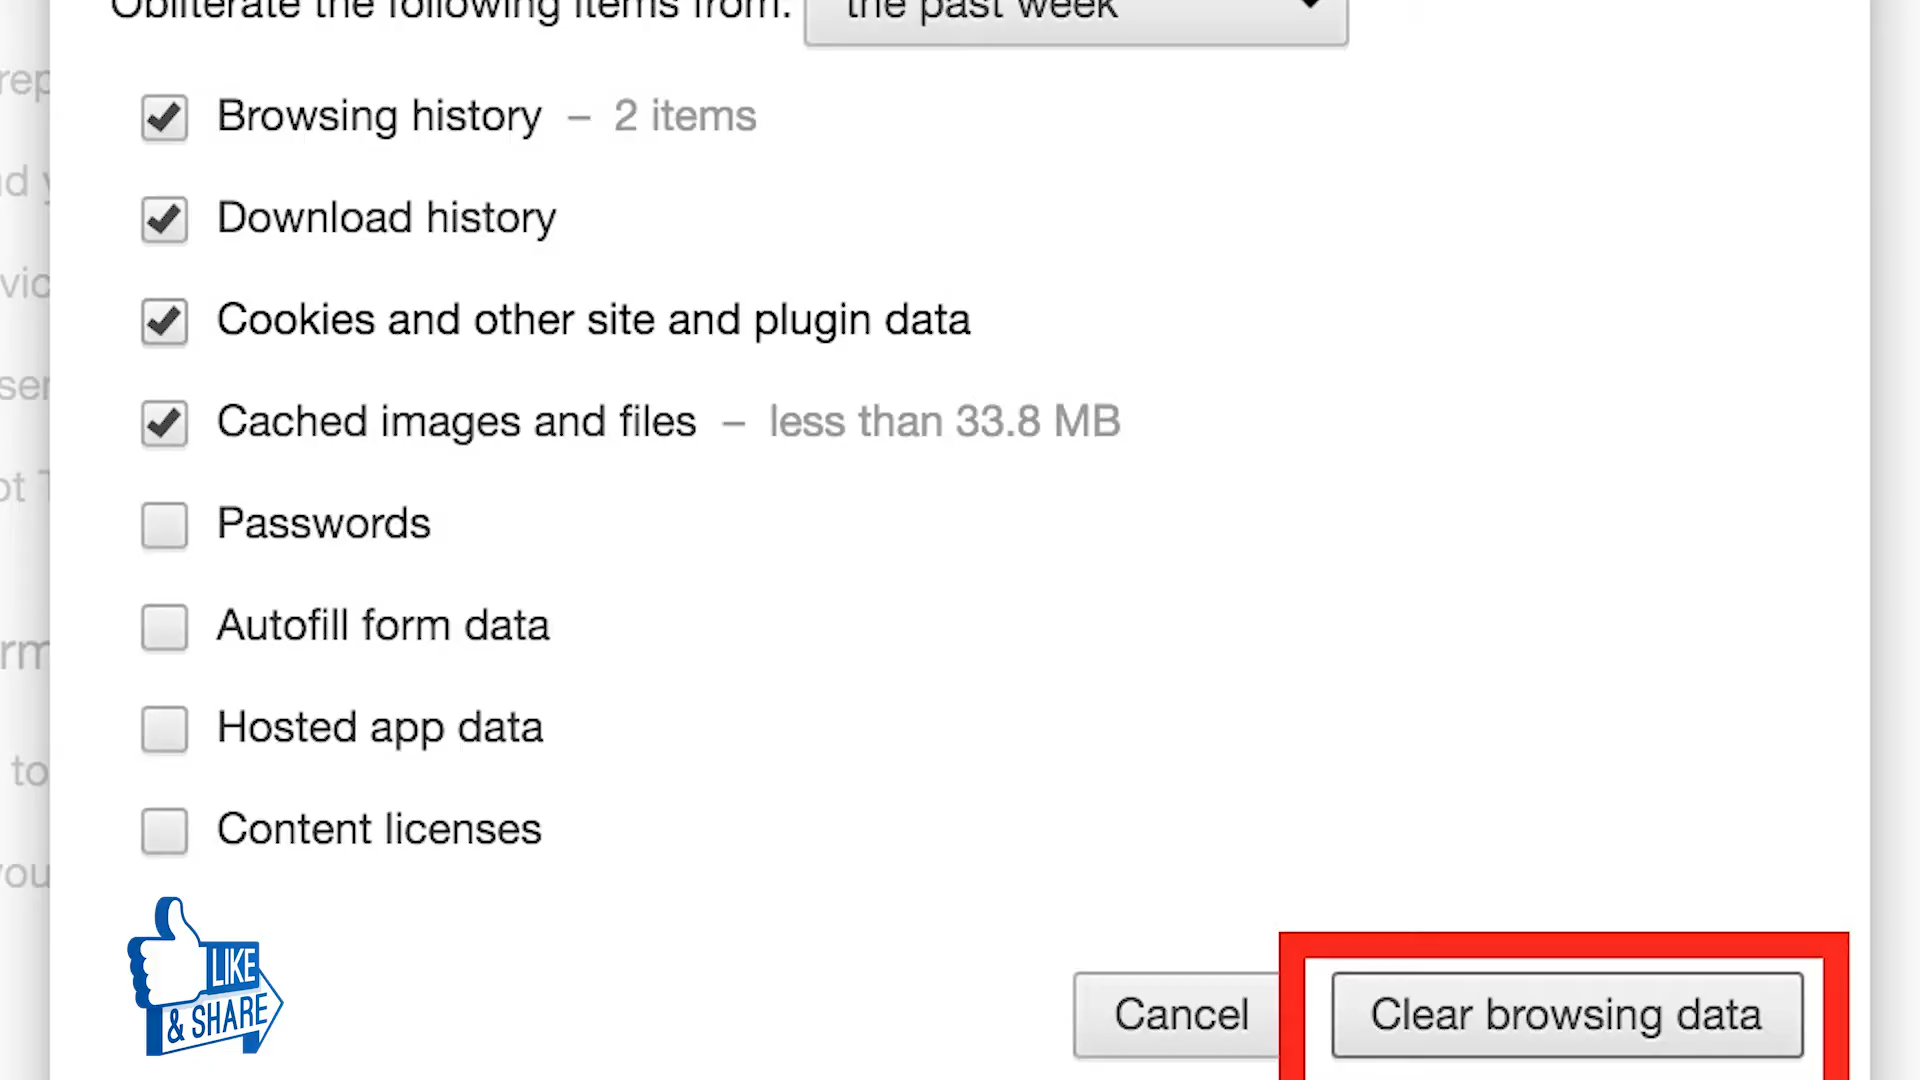 Obliterate the following items from: the past week
Browsing history – 2 items
Download history
Cookies and other site and plugin data
Cached images and files – less than 33.8 MB
Passwords
Autofill form data
Hosted app data
Content licenses
LIKE
& SHARE
Cancel
Clear browsing data